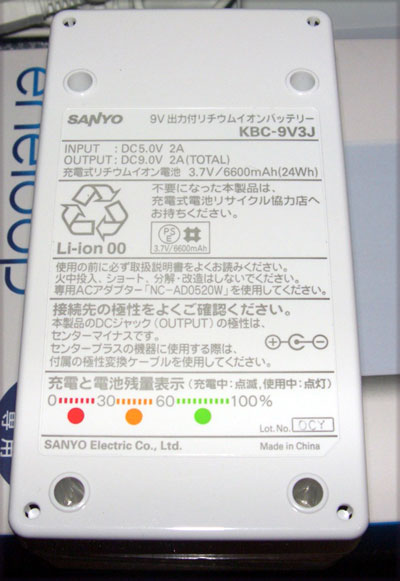 SANYO
9V 出力付リチウムイオンバッテリー
KBC-9V3J
INPUT : DC5.0V 2A
OUTPUT : DC9.0V 2A(TOTAL)
充電式リチウムイオン電池 3.7V/6600mAh(24Wh)
不要になった本製品は、
充電式電池リサイクル協力店へ
お持ちください。
Li-ion 00
PS
E
3.7V/6600mAh
使用の前に必ず取扱説明書をよくお読みください。
火中投入、ショート、分解・改造はしないでください。
専用ACアダプター「NC-AD0520W」を使用してください。
接続先の極性をよくご確認ください。
本製品のDCジャック(OUTPUT)の極性は、
センターマイナスです。
センタープラスの機器に使用する際は、
付属の極性変換ケーブルを使用してください。
充電と電池残量表示 (充電中:点滅,使用中:点灯)
0 30 60 100%
Lot. No. OCY
SANYO Electric Co., Ltd.
Made in China
eneloop
専用